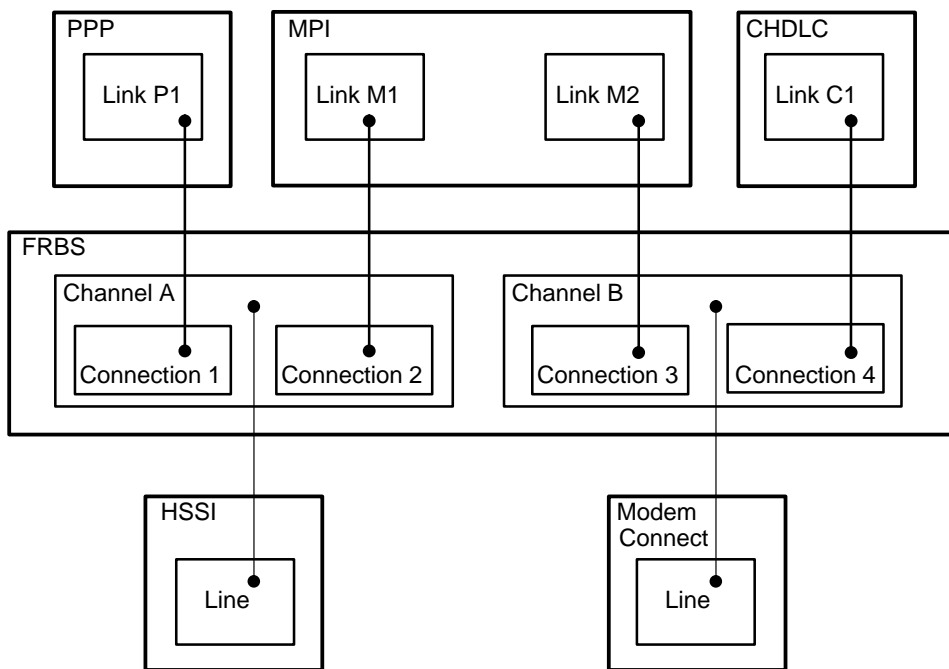 PPP
MPI
CHDLC
Link P1
Link M1
Link M2
Link C1
FRBS
Channel A
Channel B
Connection 1
Connection 2
Connection 3
Connection 4
HSSI
Modem
Connect
Line
Line